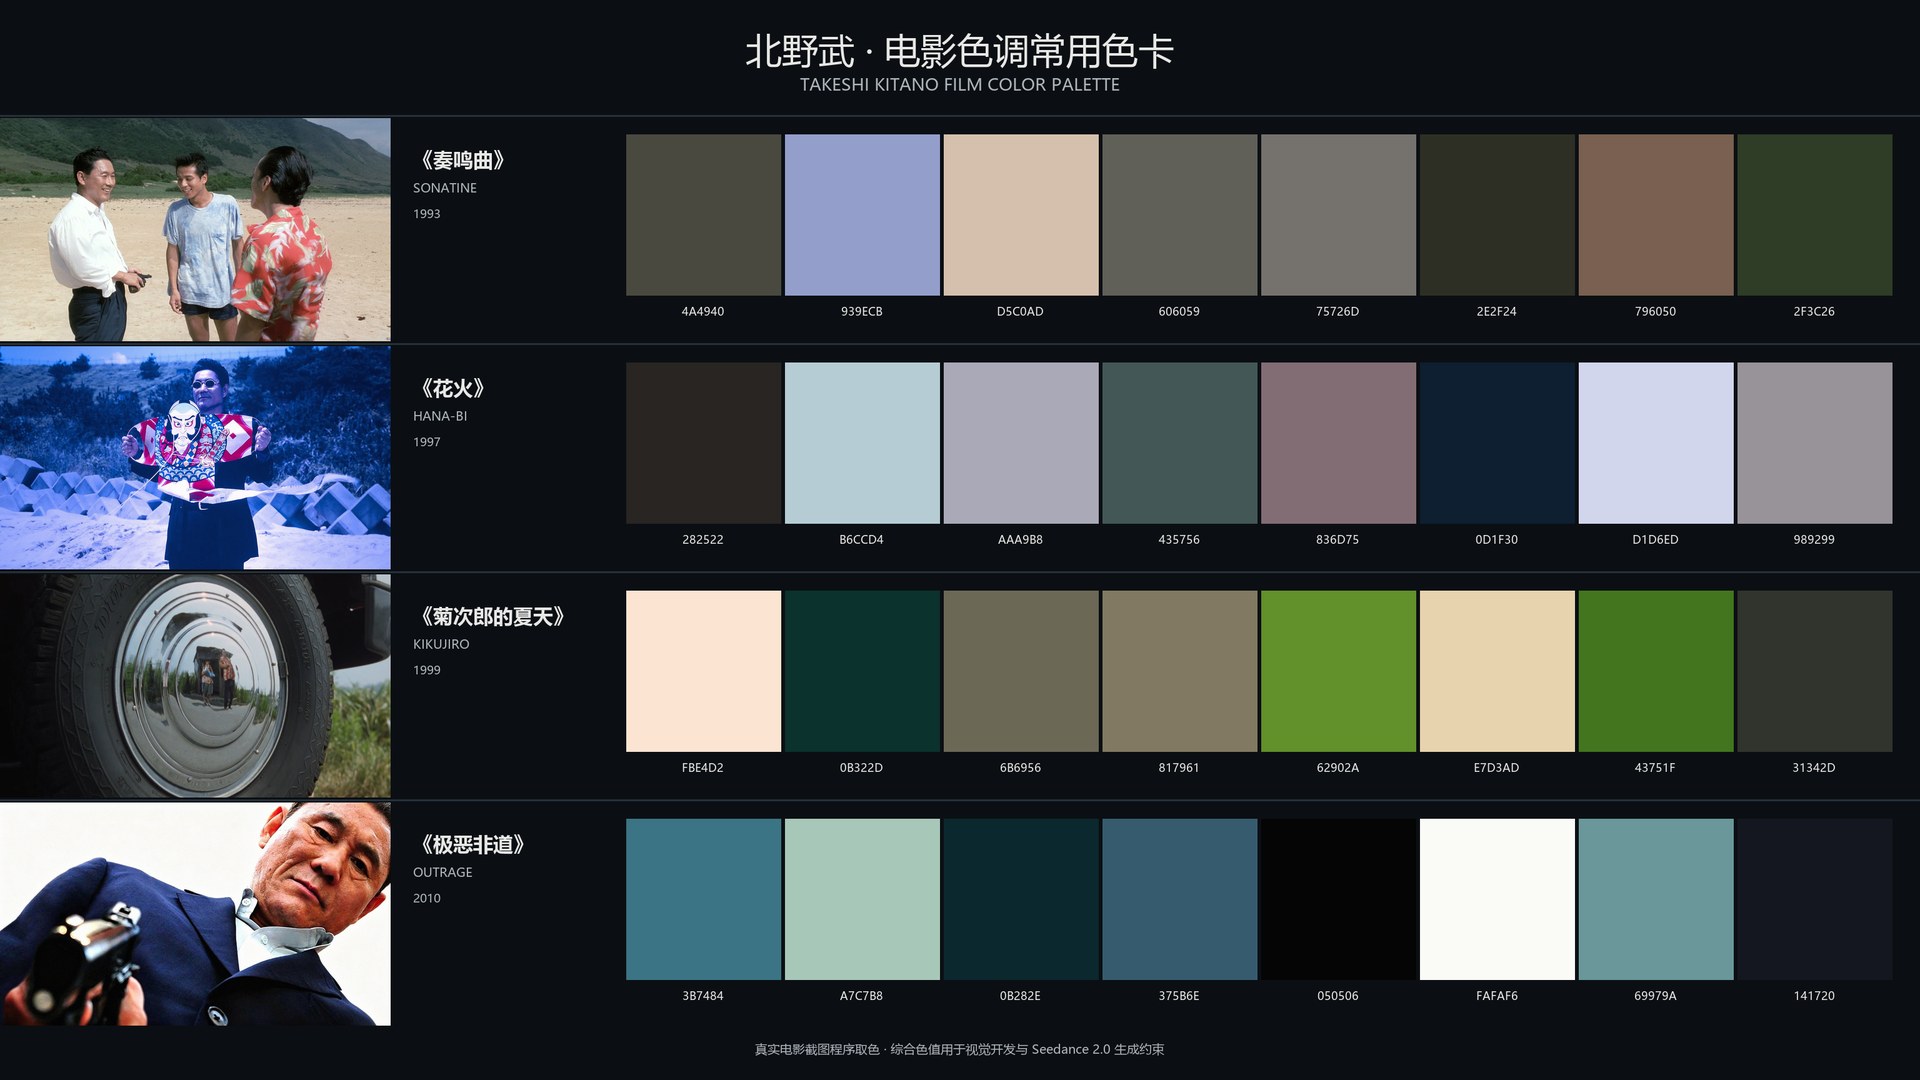 北野武 · 电影色调常用色卡
TAKESHI KITANO FILM COLOR PALETTE
《奏鸣曲》
SONATINE
1993
4A4940 939ECB D5C0AD 606059 75726D 2E2F24 796050 2F3C26
《花火》
HANA-BI
1997
282522 B6CCD4 AAA9B8 435756 836D75 0D1F30 D1D6ED 989299
《菊次郎的夏天》
KIKUJIRO
1999
FBE4D2 0B322D 6B6956 817961 62902A E7D3AD 43751F 31342D
《极恶非道》
OUTRAGE
2010
3B7484 A7C7B8 0B282E 375B6E 050506 FAFAF6 69979A 141720
真实电影截图程序取色 · 综合色值用于视觉开发与 Seedance 2.0 生成约束